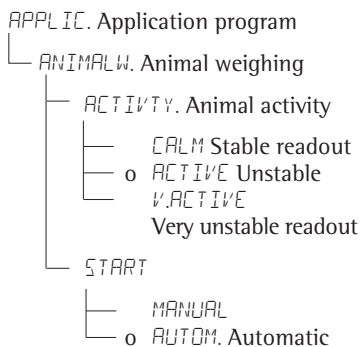 APPLIC. Application program
ANIMALW. Animal weighing
ACTIVTY. Animal activity
CALM Stable readout
o ACTIVE Unstable
V.ACTIVE
Very unstable readout
START
MANUAL
o AUTOM. Automatic